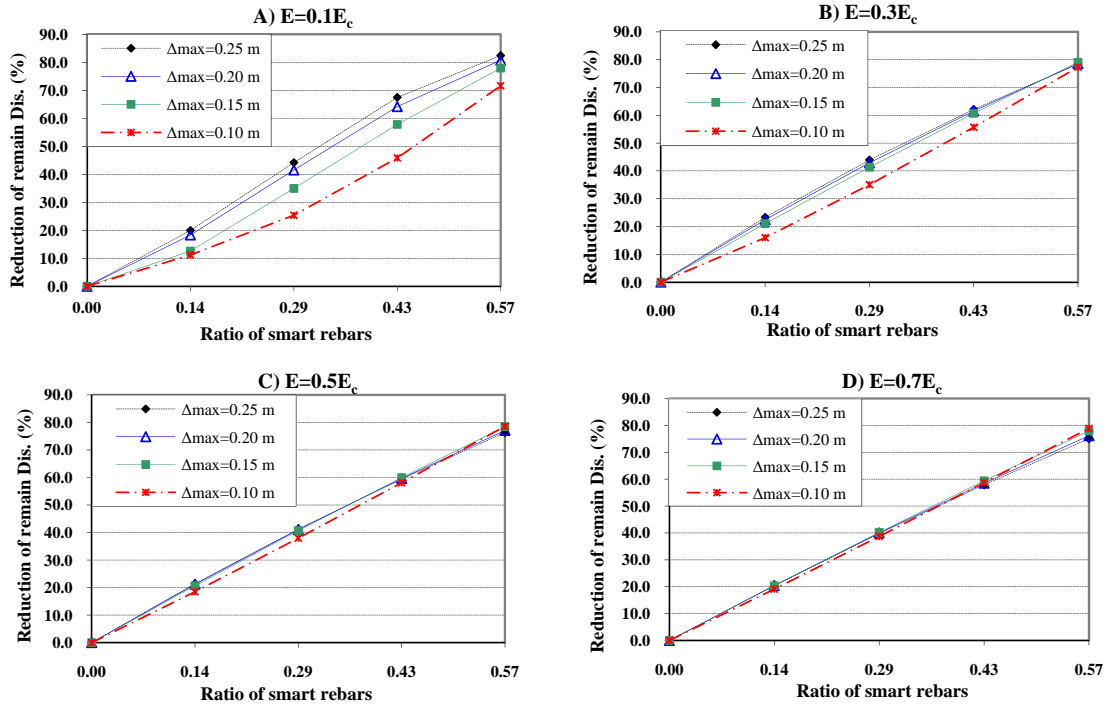 A) E=0.1Ec
Reduction of remain Dis. (%)
90.0
80.0
70.0
60.0
50.0
40.0
30.0
20.0
10.0
0.0
Δmax=0.25 m
Δmax=0.20 m
Δmax=0.15 m
Δmax=0.10 m
0.00 0.14 0.29 0.43 0.57
Ratio of smart rebars
B) E=0.3Ec
Reduction of remain Dis. (%)
90.0
80.0
70.0
60.0
50.0
40.0
30.0
20.0
10.0
0.0
Δmax=0.25 m
Δmax=0.20 m
Δmax=0.15 m
Δmax=0.10 m
0.00 0.14 0.29 0.43 0.57
Ratio of smart rebars
C) E=0.5Ec
Reduction of remain Dis. (%)
90.0
80.0
70.0
60.0
50.0
40.0
30.0
20.0
10.0
0.0
Δmax=0.25 m
Δmax=0.20 m
Δmax=0.15 m
Δmax=0.10 m
0.00 0.14 0.29 0.43 0.57
Ratio of smart rebars
D) E=0.7Ec
Reduction of remain Dis. (%)
90.0
80.0
70.0
60.0
50.0
40.0
30.0
20.0
10.0
0.0
Δmax=0.25 m
Δmax=0.20 m
Δmax=0.15 m
Δmax=0.10 m
0.00 0.14 0.29 0.43 0.57
Ratio of smart rebars